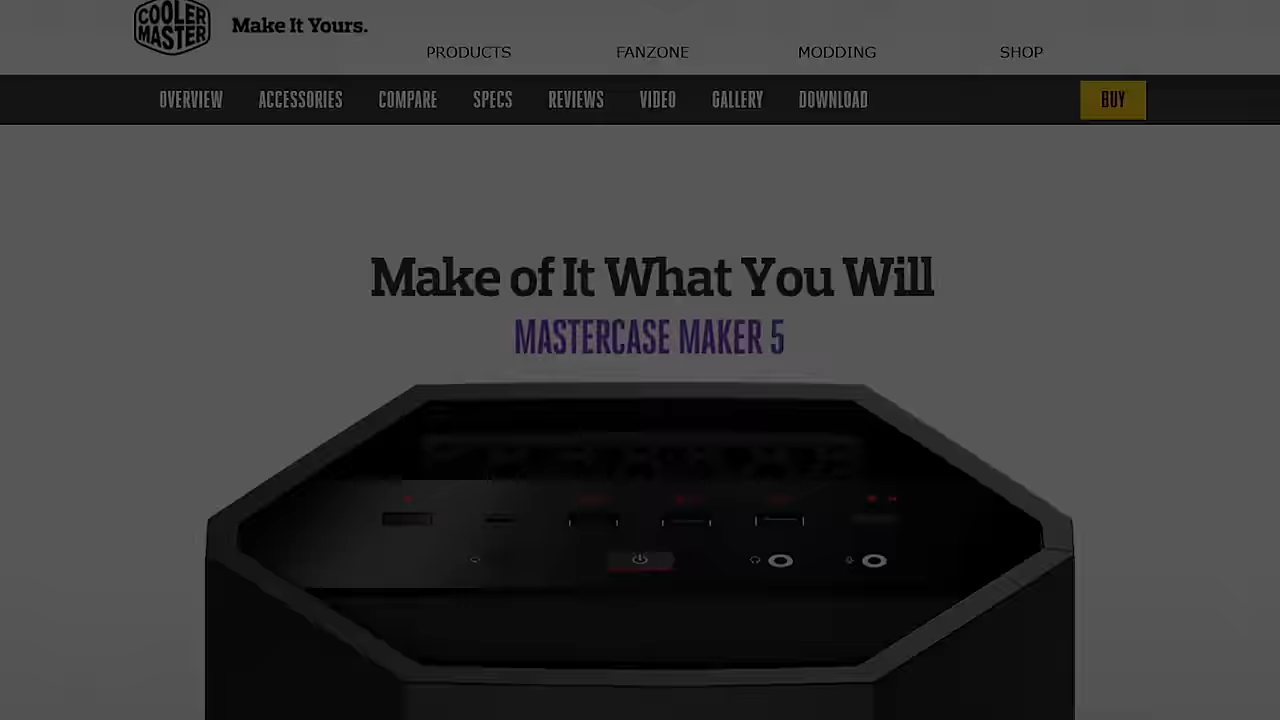 COOLER
MASTER
Make It Yours.
PRODUCTS FANZONE MODDING SHOP
OVERVIEW ACCESSORIES COMPARE SPECS REVIEWS VIDEO GALLERY DOWNLOAD BUY
Make of It What You Will
MASTERCASE MAKER 5